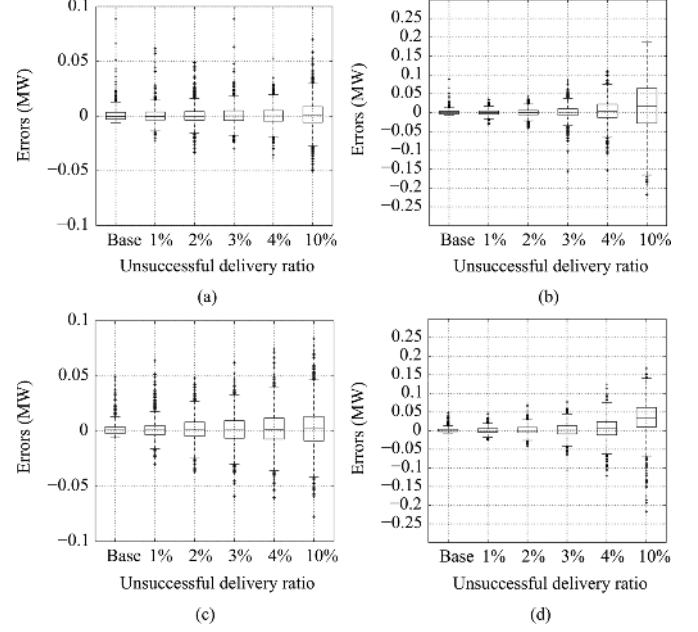 0.1
0.05
0
−0.05
−0.1
Errors (MW)
Base 1% 2% 3% 4% 10%
Unsuccessful delivery ratio
(a)
0.25
0.2
0.15
0.1
0.05
0
−0.05
−0.1
−0.15
−0.2
−0.25
Errors (MW)
Base 1% 2% 3% 4% 10%
Unsuccessful delivery ratio
(b)
0.1
0.05
0
−0.05
−0.1
Errors (MW)
Base 1% 2% 3% 4% 10%
Unsuccessful delivery ratio
(c)
0.25
0.2
0.15
0.1
0.05
0
−0.05
−0.1
−0.15
−0.2
−0.25
Errors (MW)
Base 1% 2% 3% 4% 10%
Unsuccessful delivery ratio
(d)